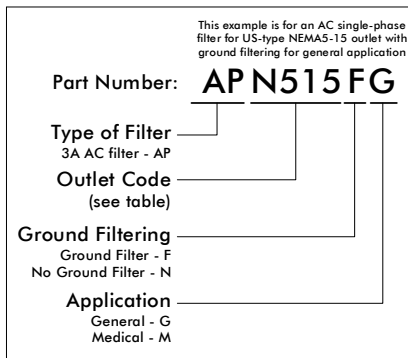 This example is for an AC single-phase
filter for US-type NEMA5-15 outlet with
ground filtering for general application
Part Number: AP N515 F G
Type of Filter
3A AC filter - AP
Outlet Code
(see table)
Ground Filtering
Ground Filter - F
No Ground Filter - N
Application
General - G
Medical - M